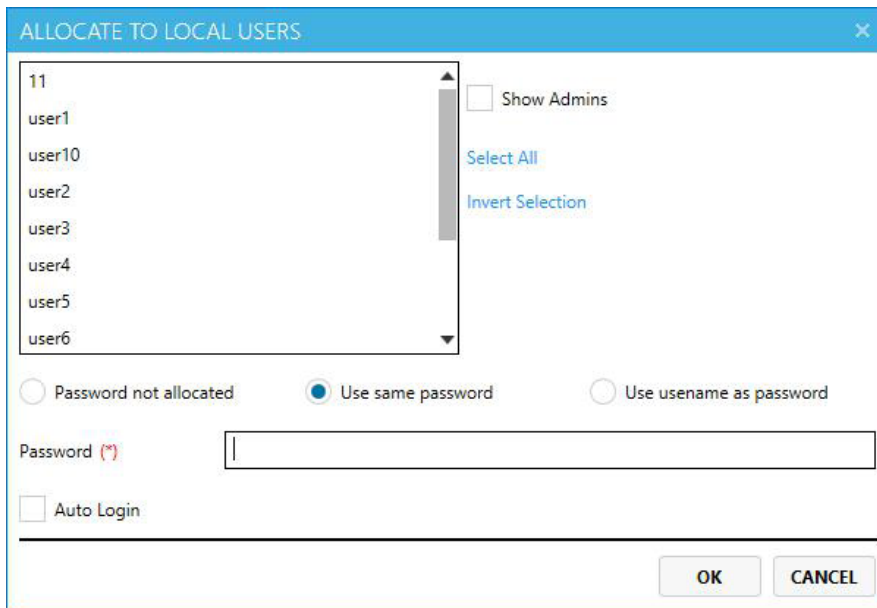 ALLOCATE TO LOCAL USERS
11
user1
user10
user2
user3
user4
user5
user6
Show Admins
Select All
Invert Selection
Password not allocated
Use same password
Use usename as password
Password (*)
Auto Login
OK
CANCEL